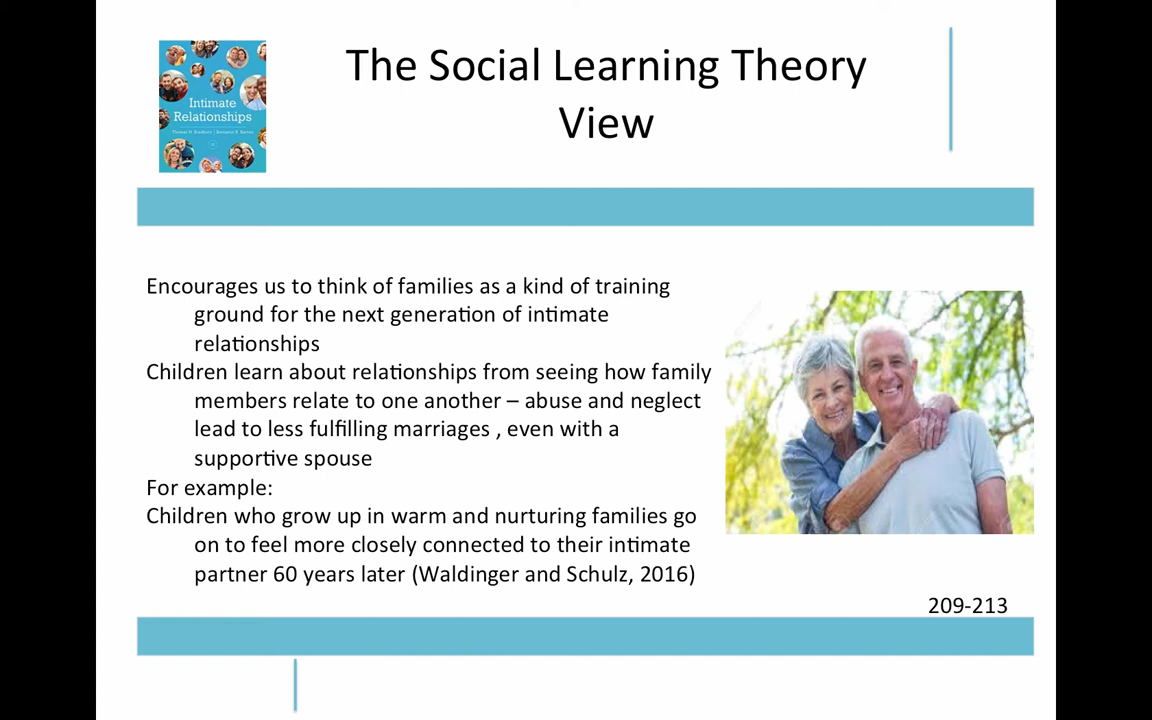 Intimate
Relationships
The Social Learning Theory
View
Encourages us to think of families as a kind of training
ground for the next generation of intimate
relationships
Children learn about relationships from seeing how family
members relate to one another – abuse and neglect
lead to less fulfilling marriages , even with a
supportive spouse
For example:
Children who grow up in warm and nurturing families go
on to feel more closely connected to their intimate
partner 60 years later (Waldinger and Schulz, 2016)
209-213